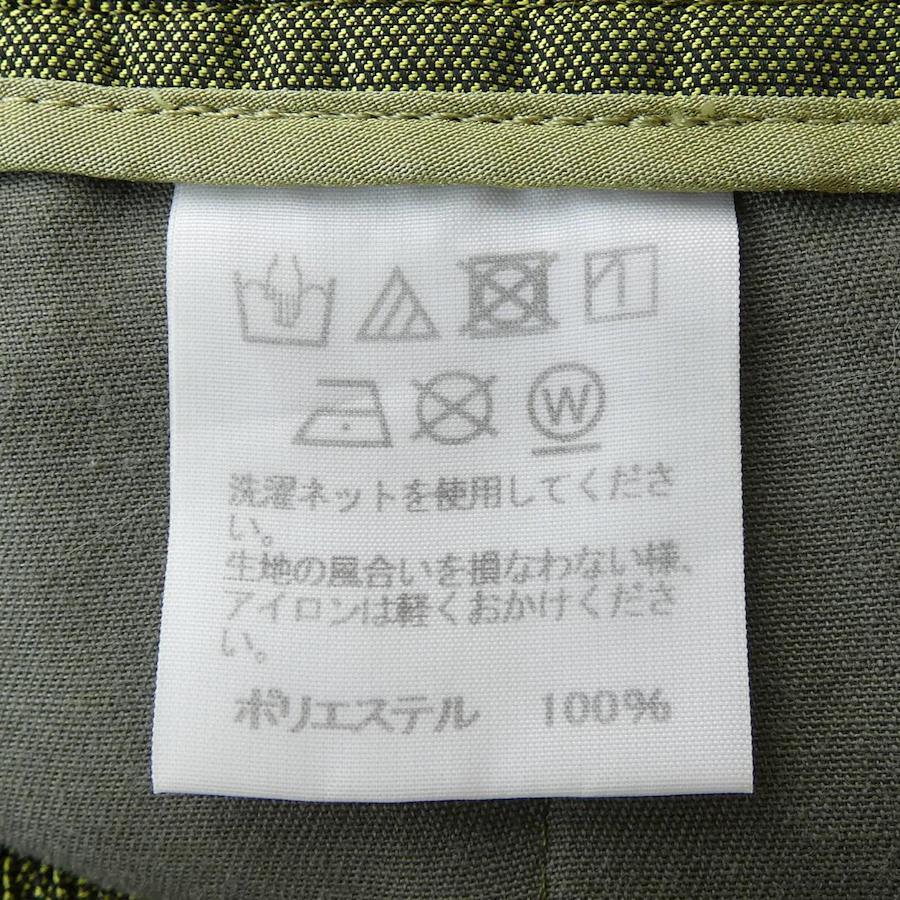 W
洗濯ネットを使用してくださ
い。
生地の風合いを損なわない様、
アイロンは軽くおかけくださ
い。
ポリエステル 100%